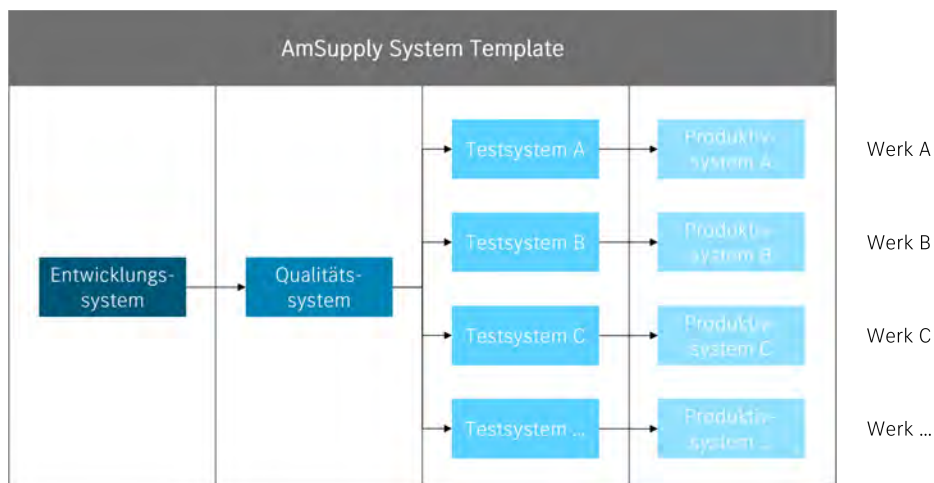 AmSupply System Template
Entwicklungs-
system
Qualitäts-
system
Testsystem A
Produktiv-
system A
Werk A
Testsystem B
Produktiv-
system B
Werk B
Testsystem C
Produktiv-
system C
Werk C
Testsystem ...
Produktiv-
system ...
Werk ...